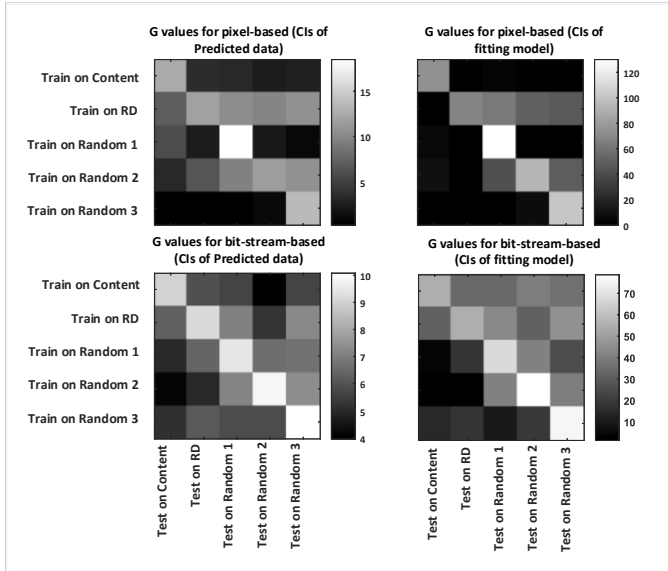 G values for pixel-based (CIs of
Predicted data)
G values for pixel-based (CIs of
fitting model)
Train on Content
Train on RD
Train on Random 1
Train on Random 2
Train on Random 3
15
10
5
120
100
80
60
40
20
0
G values for bit-stream-based
(CIs of Predicted data)
G values for bit-stream-based
(CIs of fitting model)
Train on Content
Train on RD
Train on Random 1
Train on Random 2
Train on Random 3
10
9
8
7
6
5
4
70
60
50
40
30
20
10
Test on Content
Test on RD
Test on Random 1
Test on Random 2
Test on Random 3
Test on Content
Test on RD
Test on Random 1
Test on Random 2
Test on Random 3